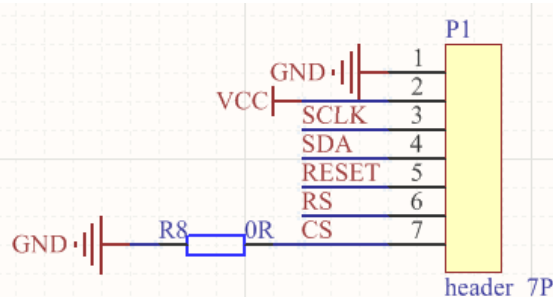 P1
GND 1
VCC 2
SCLK 3
SDA 4
RESET 5
RS 6
GND R8 0R CS 7
header 7P